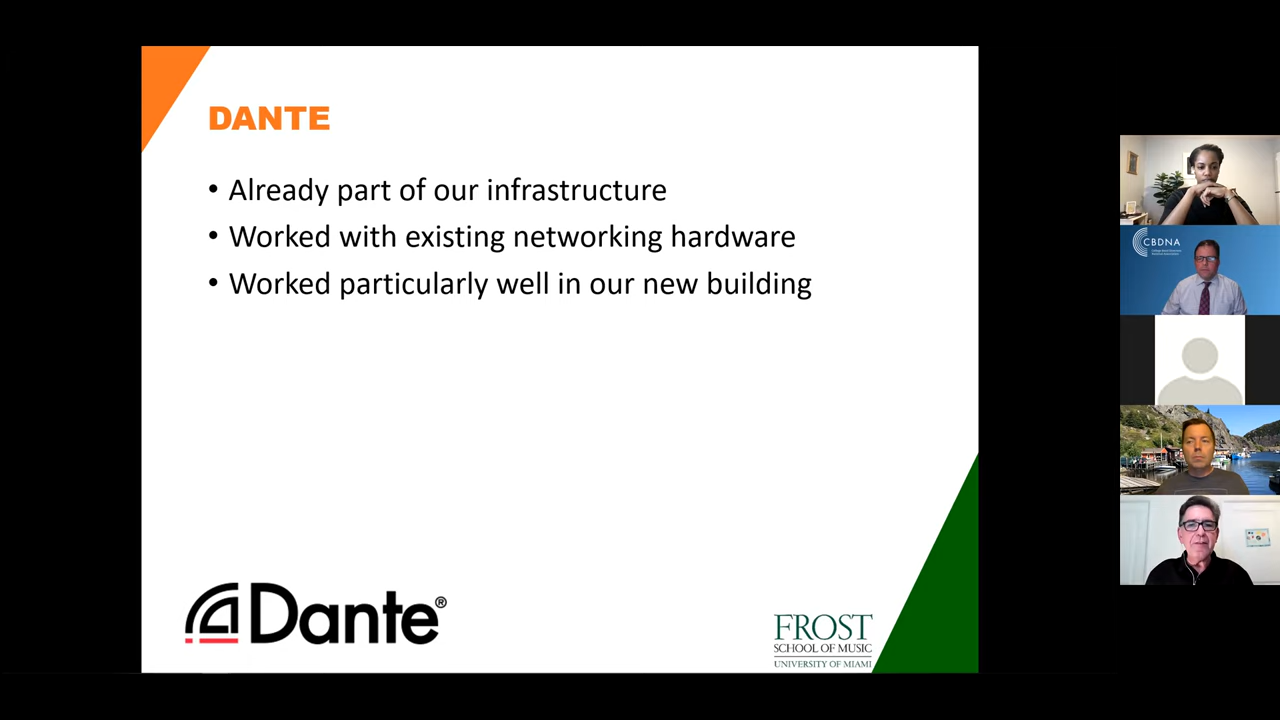 DANTE
• Already part of our infrastructure
• Worked with existing networking hardware
• Worked particularly well in our new building
Dante®
FROST
SCHOOL OF MUSIC
UNIVERSITY OF MIAMI
CBDNA